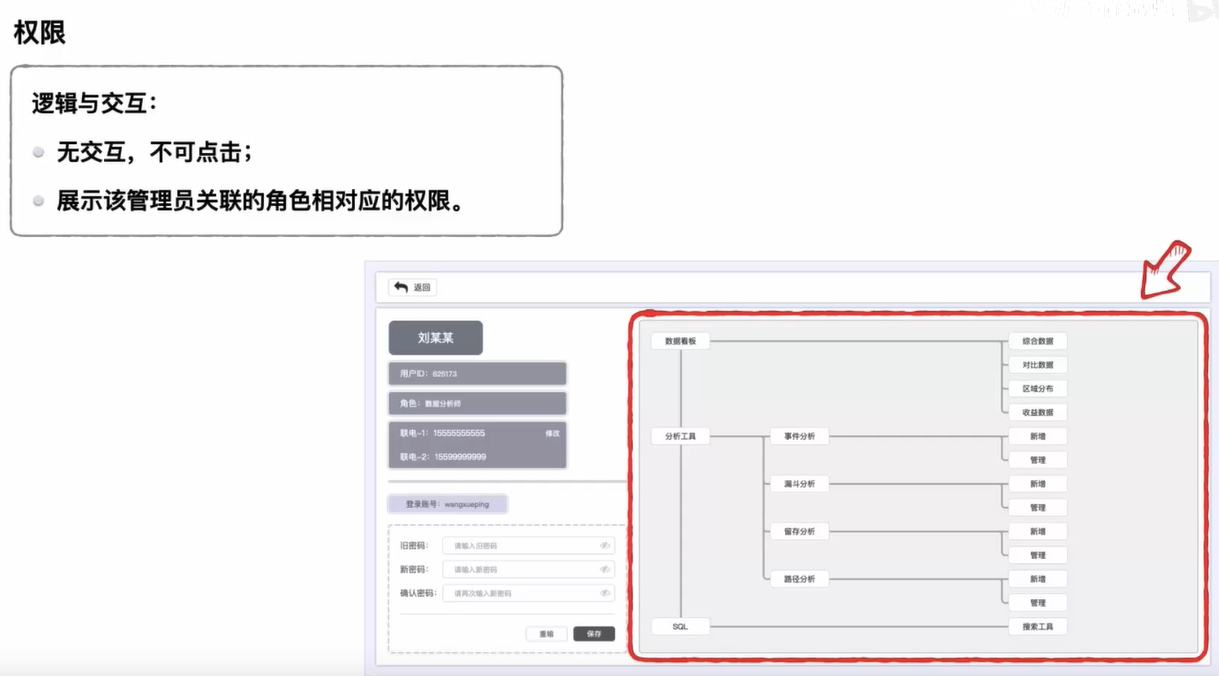 权限
逻辑与交互：
无交互，不可点击；
展示该管理员关联的角色相对应的权限。
返回
刘某某
用户ID：625173
角色：数据分析师
联电-1：15555555555 修改
联电-2：15599999999
登录账号：wangxueping
旧密码： 请输入旧密码
新密码： 请输入新密码
确认密码： 请再次输入新密码
重输 保存
数据看板 综合数据
对比数据
区域分布
收益数据
分析工具 事件分析 新增
管理
漏斗分析 新增
管理
留存分析 新增
管理
路径分析 新增
管理
SQL 搜索工具